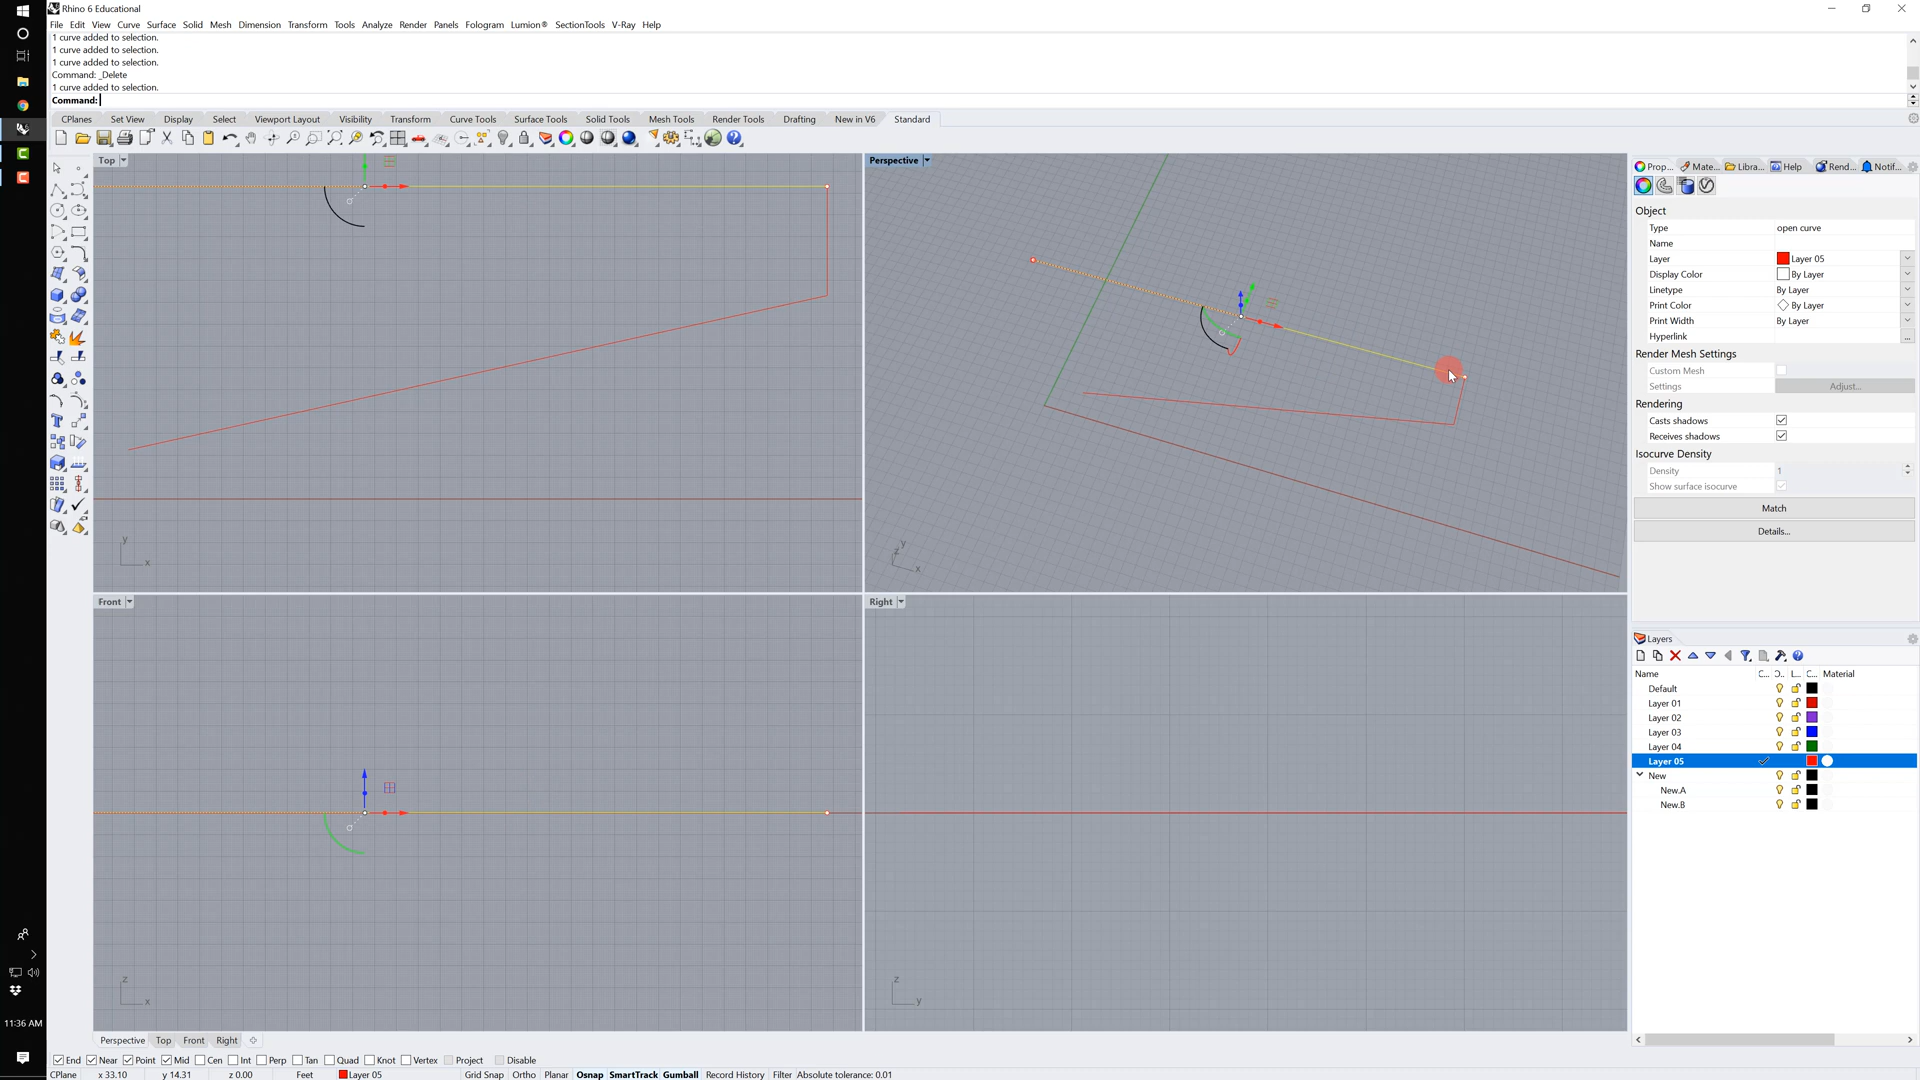 Rhino 6 Educational
File Edit View Curve Surface Solid Mesh Dimension Transform Tools Analyze Render Panels Fologram Lumion® SectionTools V-Ray Help
1 curve added to selection.
1 curve added to selection.
1 curve added to selection.
Command: _Delete
1 curve added to selection.
Command:
CPlanes Set View Display Select Viewport Layout Visibility Transform Curve Tools Surface Tools Solid Tools Mesh Tools Render Tools Drafting New in V6 Standard
Top
Perspective
Prop... Mate... Libra... Help Rend... Notif...
Object
Type open curve
Name
Layer Layer 05
Display Color By Layer
Linetype By Layer
Print Color By Layer
Print Width By Layer
Hyperlink ...
Render Mesh Settings
Custom Mesh
Settings Adjust...
Rendering
Casts shadows
Receives shadows
Isocurve Density
Density 1
Show surface isocurve
Match
Details...
y
x
z y
x
Front
Right
Layers
Name C... O.. L... C... Material
Default
Layer 01
Layer 02
Layer 03
Layer 04
Layer 05
New
New.A
New.B
z
x
z
y
11:36 AM
Perspective Top Front Right
End Near Point Mid Cen Int Perp Tan Quad Knot Vertex Project Disable
CPlane x 33.10 y 14.31 z 0.00 Feet Layer 05 Grid Snap Ortho Planar Osnap SmartTrack Gumball Record History Filter Absolute tolerance: 0.01